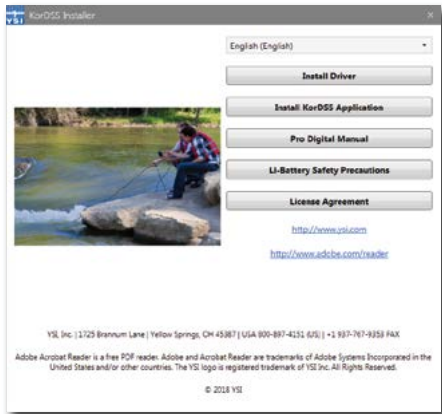 YSI KorDSS Installer
English (English)
Install Driver
Install KorDSS Application
Pro Digital Manual
Li-Battery Safety Precautions
License Agreement
http://www.ysi.com
http://www.adobe.com/reader
YSI, Inc. | 1725 Brannum Lane | Yellow Springs, OH 45387 | USA 800-897-4151 (US) | +1 937-767-9353 FAX
Adobe Acrobat Reader is a free PDF reader. Adobe and Acrobat Reader are trademarks of Adobe Systems Incorporated in the
United States and/or other countries. The YSI logo is registered trademark of YSI Inc. All Rights Reserved.
© 2018 YSI